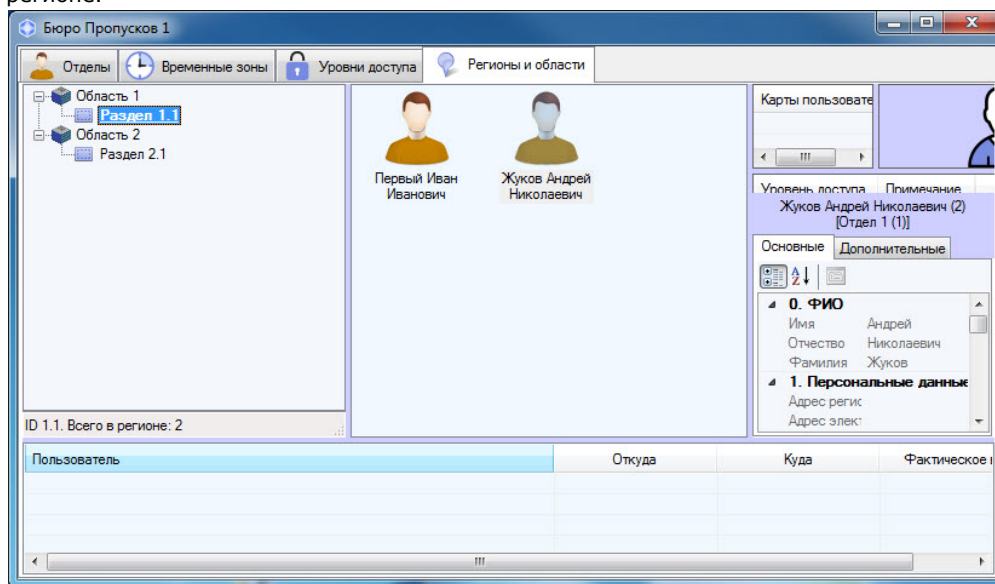 регионе.
Бюро Пропусков 1
Отделы Временные зоны Уровни доступа Регионы и области
Область 1
Раздел 1.1
Область 2
Раздел 2.1
ID 1.1. Всего в регионе: 2
Первый Иван
Иванович
Жуков Андрей
Николаевич
Карты пользовате
Уровень доступа Примечание
Жуков Андрей Николаевич (2)
[Отдел 1 (1)]
Основные Дополнительные
0. ФИО
Имя Андрей
Отчество Николаевич
Фамилия Жуков
1. Персональные данные
Адрес регис
Адрес элект
Пользователь Откуда Куда Фактическое